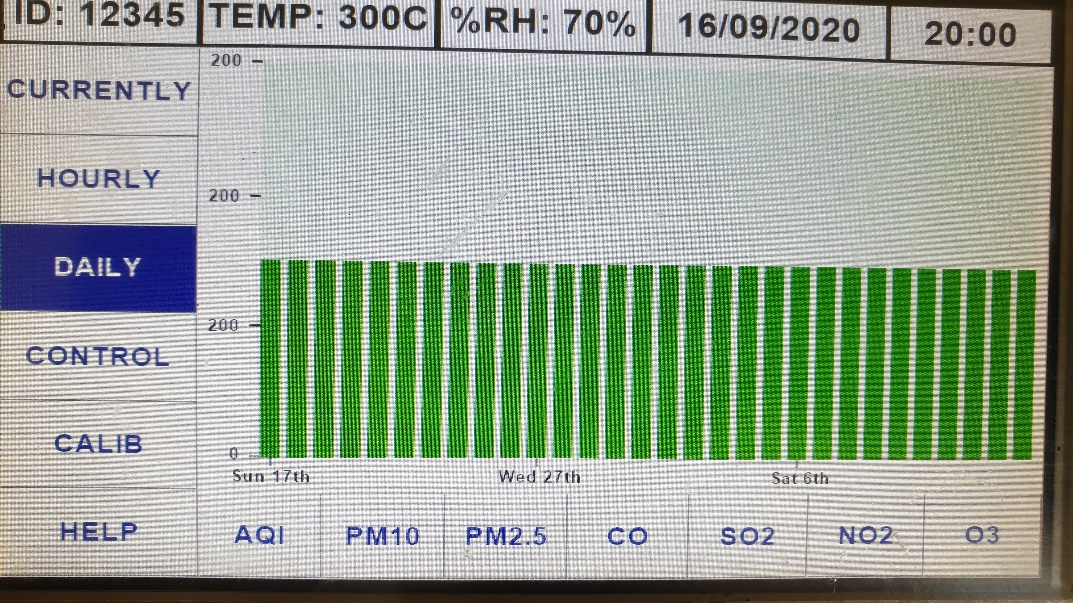 ID: 12345 TEMP: 300C %RH: 70% 16/09/2020 20:00
CURRENTLY
HOURLY
DAILY
CONTROL
CALIB
HELP
200
200
200
0
Sun 17th Wed 27th Sat 6th
AQI PM10 PM2.5 CO SO2 NO2 O3